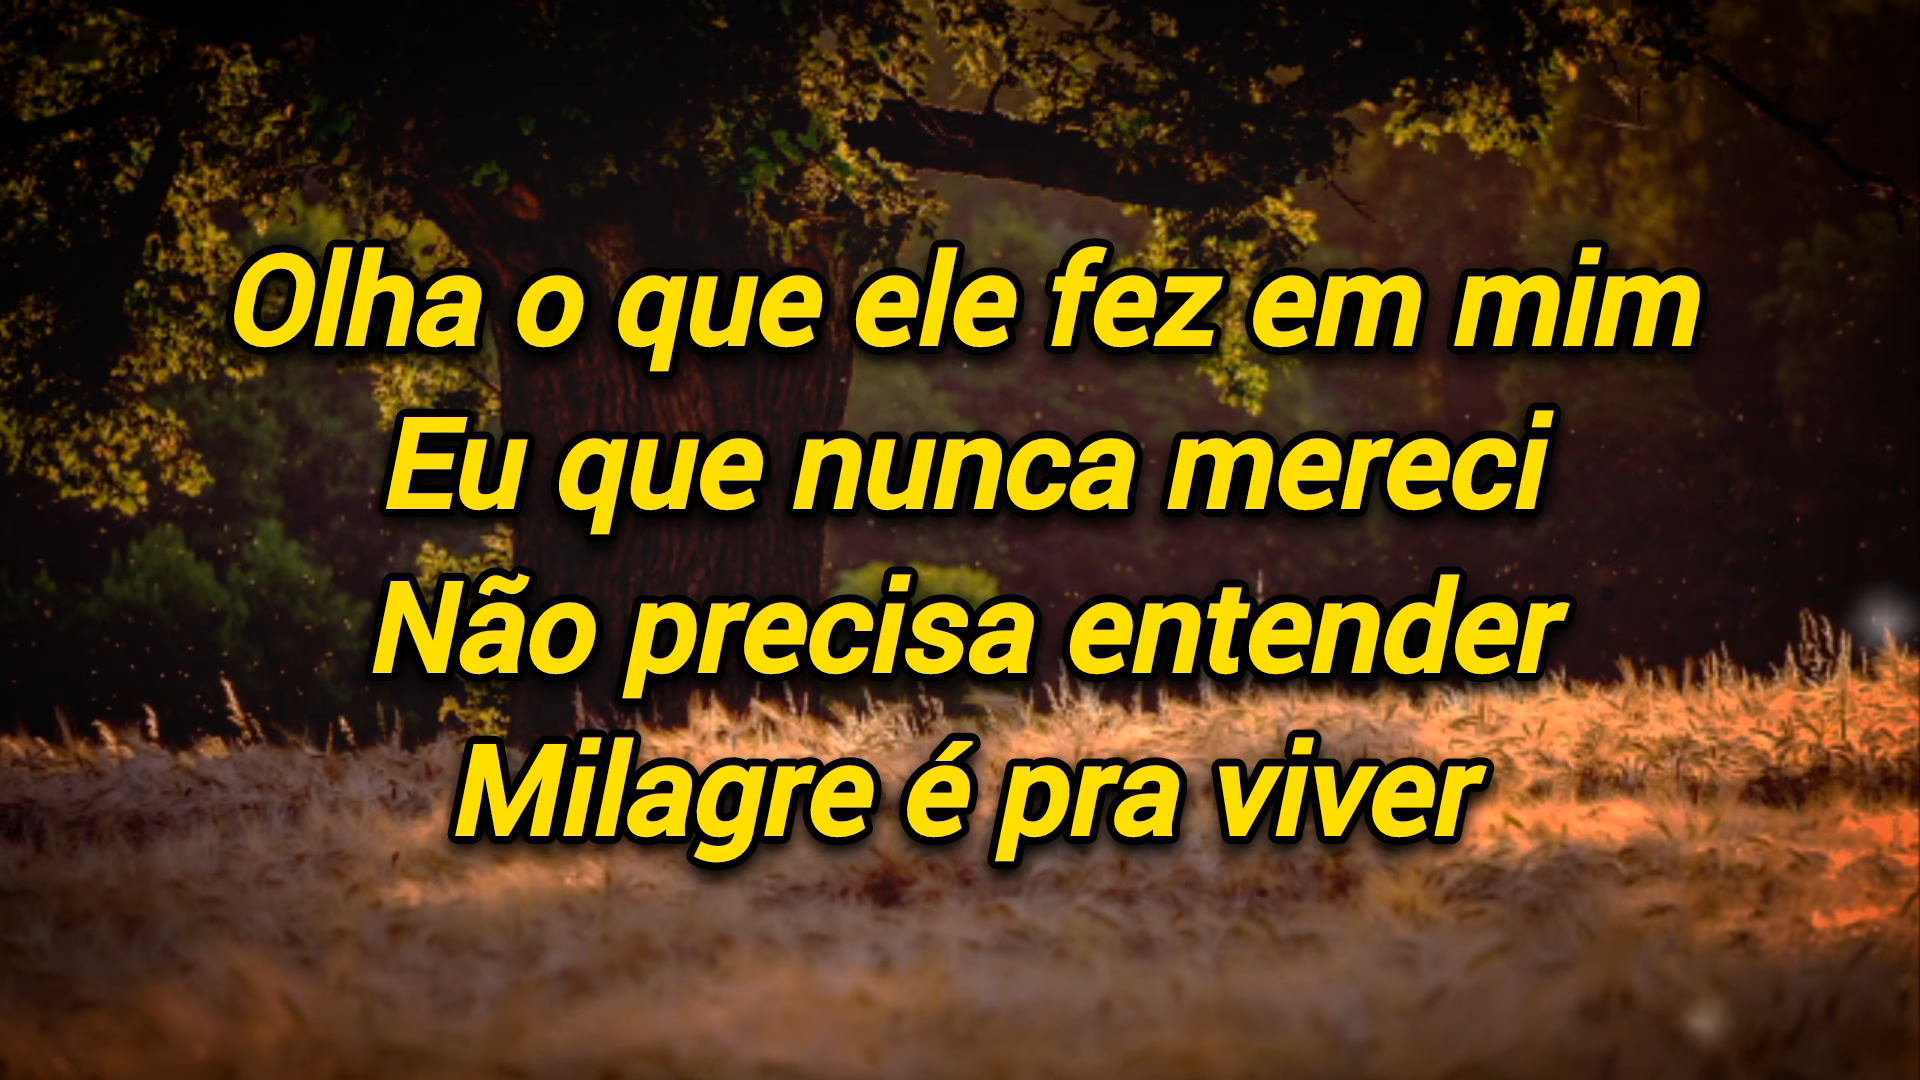 Olha o que ele fez em mim
Eu que nunca mereci
Não precisa entender
Milagre é pra viver